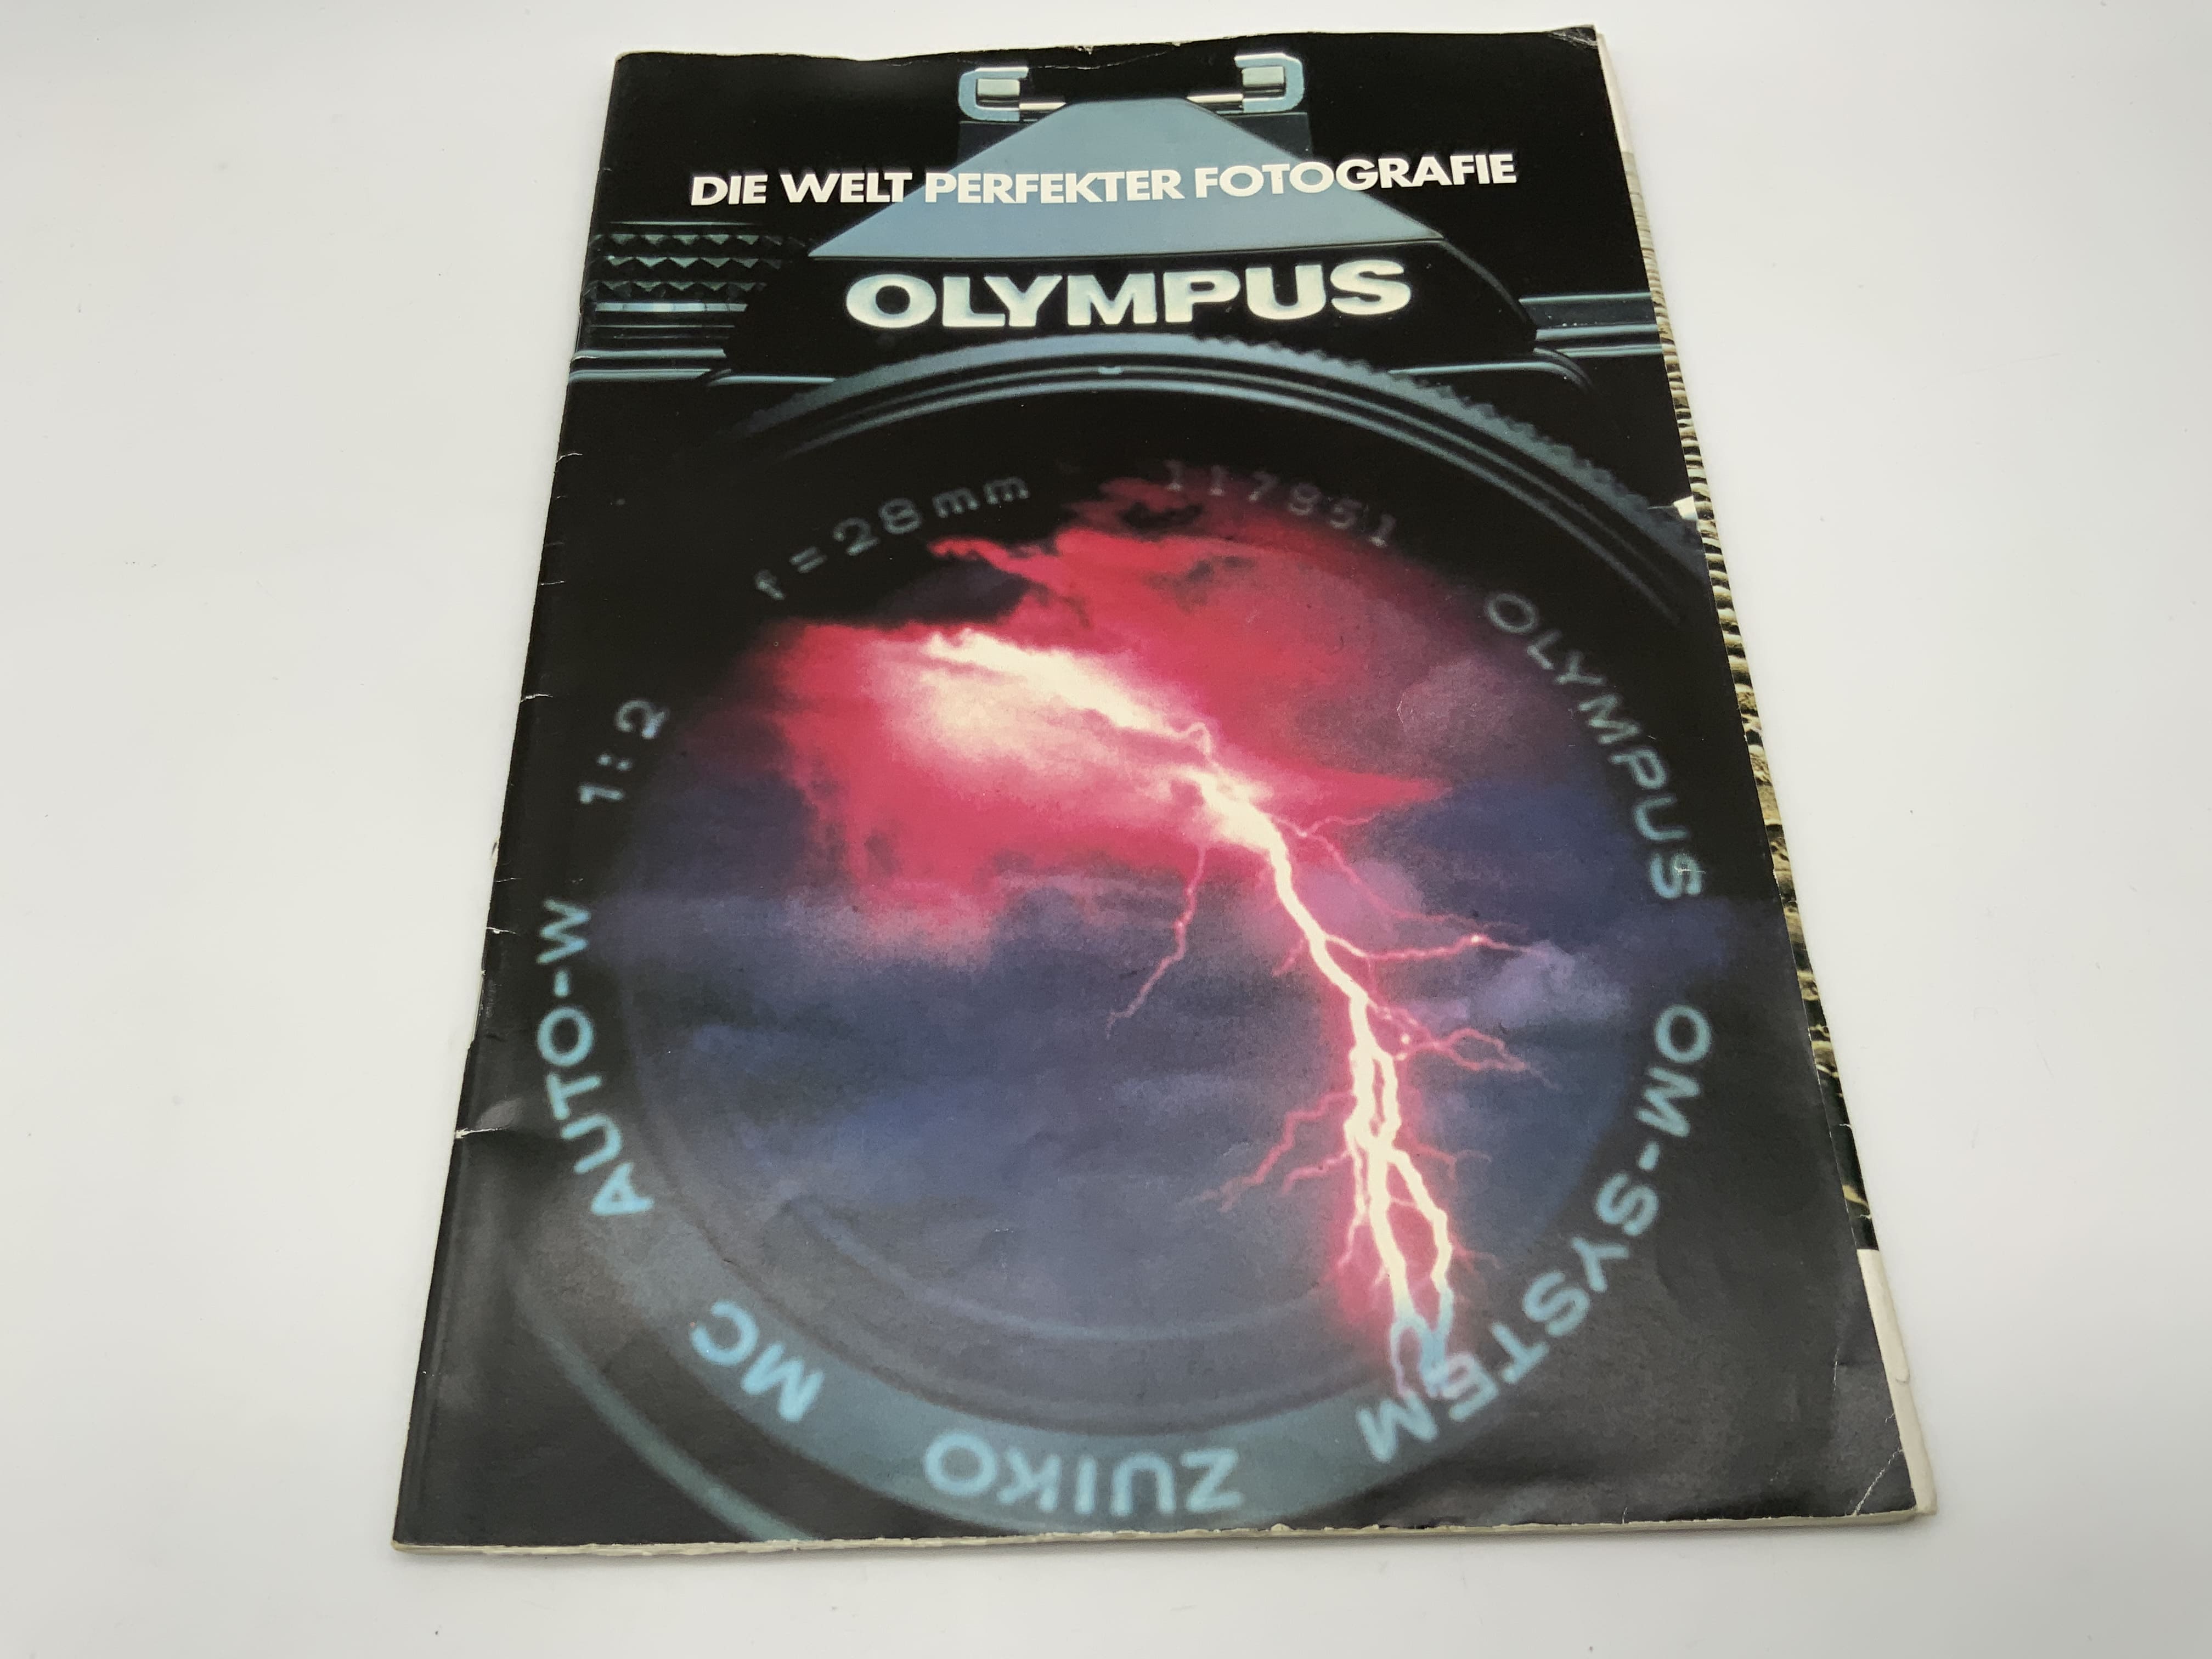 DIE WELT PERFEKTER FOTOGRAFIE
OLYMPUS
OLYMPUS OM-SYSTEM ZUIKO MC AUTO-W 1:2 f=28mm 117851